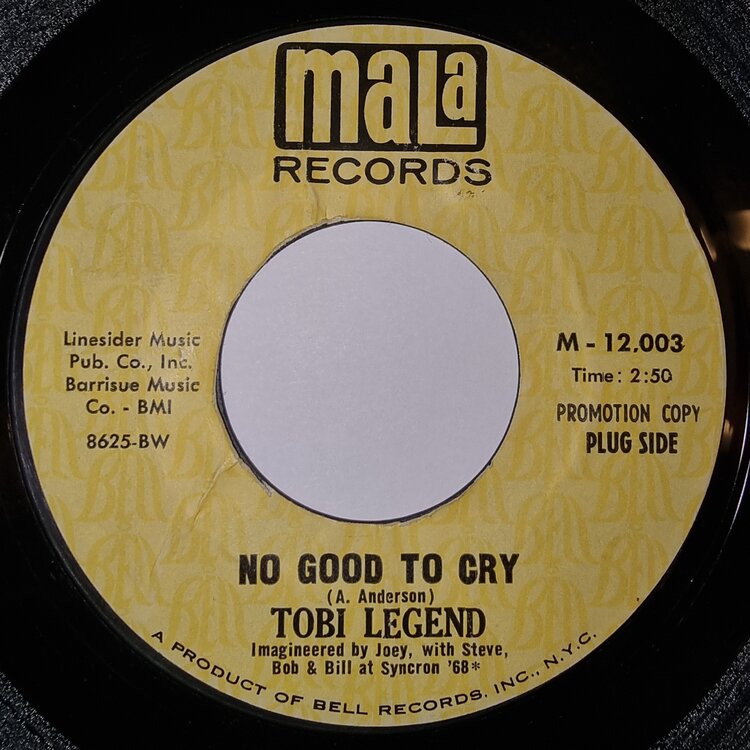 mala
RECORDS
Linesider Music
Pub. Co., Inc.
Barrisue Music
Co. - BMI
8625-BW
M - 12,003
Time: 2:50
PROMOTION COPY
PLUG SIDE
NO GOOD TO CRY
(A. Anderson)
TOBI LEGEND
Imagineered by Joey, with Steve,
Bob & Bill at Syncron '68*
A PRODUCT OF BELL RECORDS, INC., N.Y.C.